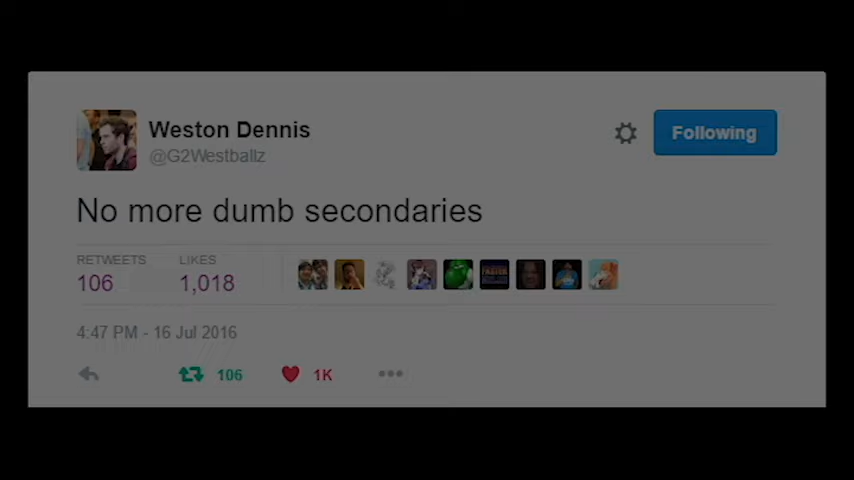 Weston Dennis
@G2Westballz
Following
No more dumb secondaries
RETWEETS LIKES
106 1,018
4:47 PM - 16 Jul 2016
106 1K